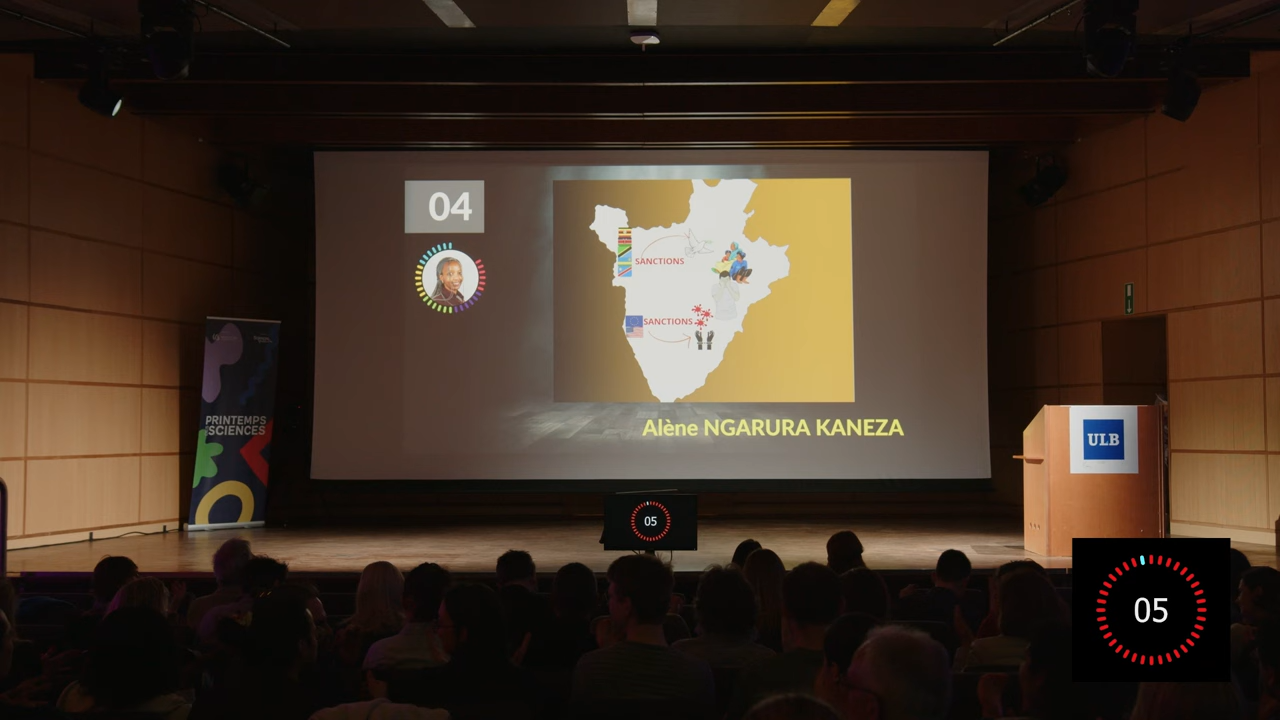 04
SANCTIONS
SANCTIONS
Alène NGARURA KANEZA
PRINTEMPS
SCIENCES
ULB
05
05